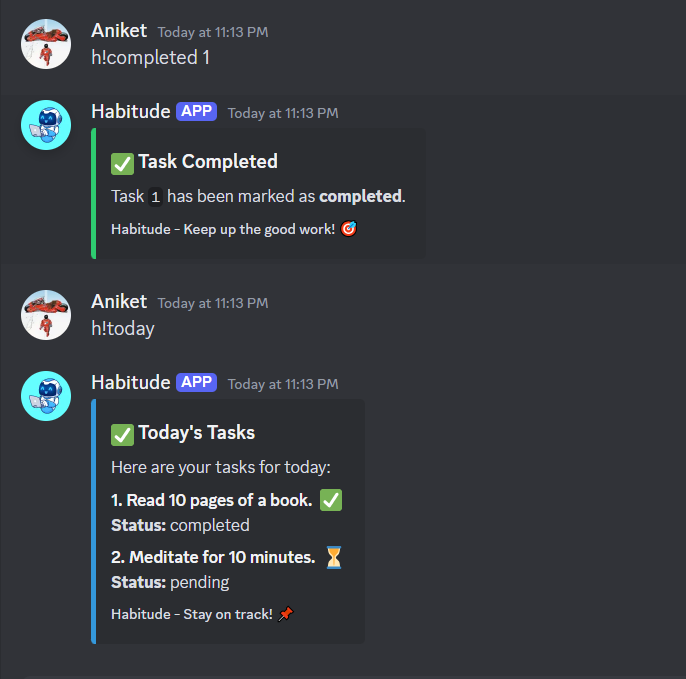 Aniket Today at 11:13 PM
h!completed 1
Habitude APP Today at 11:13 PM
✅ Task Completed
Task 1 has been marked as completed.
Habitude - Keep up the good work! 🎯
Aniket Today at 11:13 PM
h!today
Habitude APP Today at 11:13 PM
✅ Today's Tasks
Here are your tasks for today:
1. Read 10 pages of a book. ✅
Status: completed
2. Meditate for 10 minutes. ⏳
Status: pending
Habitude - Stay on track! 📌